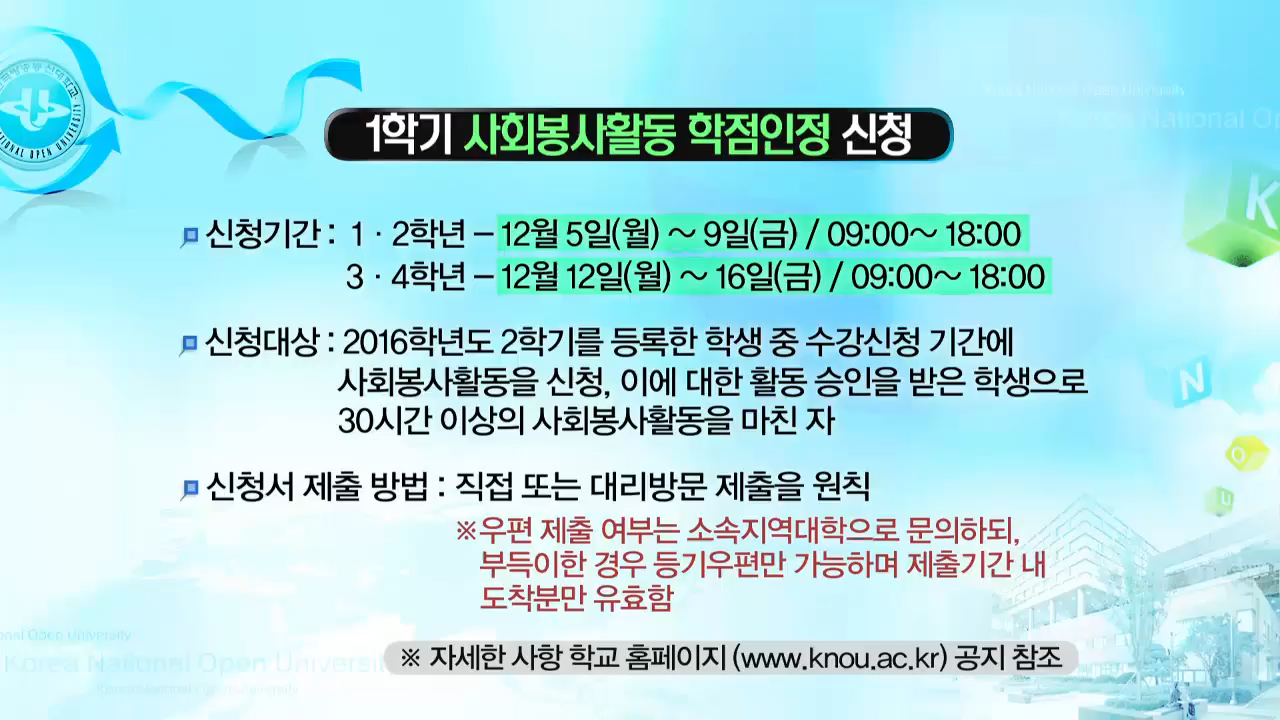 1학기 사회봉사활동 학점인정 신청
신청기간 : 1 · 2학년 – 12월 5일(월) ~ 9일(금) / 09:00~ 18:00
3 · 4학년 – 12월 12일(월) ~ 16일(금) / 09:00~ 18:00
신청대상 : 2016학년도 2학기를 등록한 학생 중 수강신청 기간에
사회봉사활동을 신청, 이에 대한 활동 승인을 받은 학생으로
30시간 이상의 사회봉사활동을 마친 자
신청서 제출 방법 : 직접 또는 대리방문 제출을 원칙
※우편 제출 여부는 소속지역대학으로 문의하되,
부득이한 경우 등기우편만 가능하며 제출기간 내
도착분만 유효함
※ 자세한 사항 학교 홈페이지 (www.knou.ac.kr) 공지 참조
Korea National Open University
K
N
O
U
Korea National Open Universi